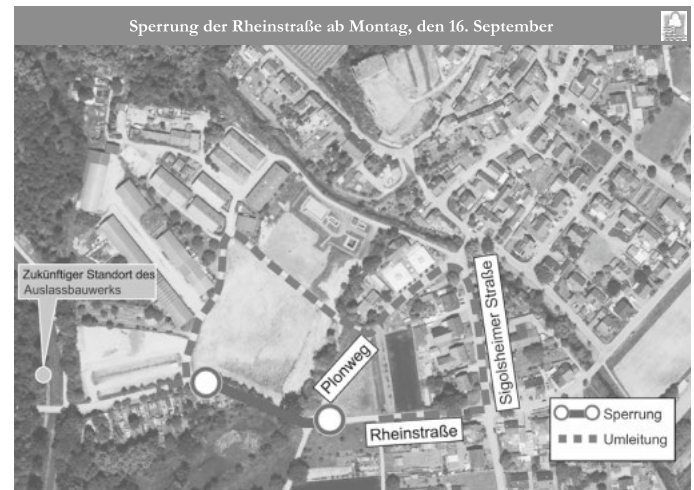 Sperrung der Rheinstraße ab Montag, den 16. September
Zukünftiger Standort des
Auslassbauwerks
Plonweg
Sigolsheimer Straße
Rheinstraße
Sperrung
Umleitung